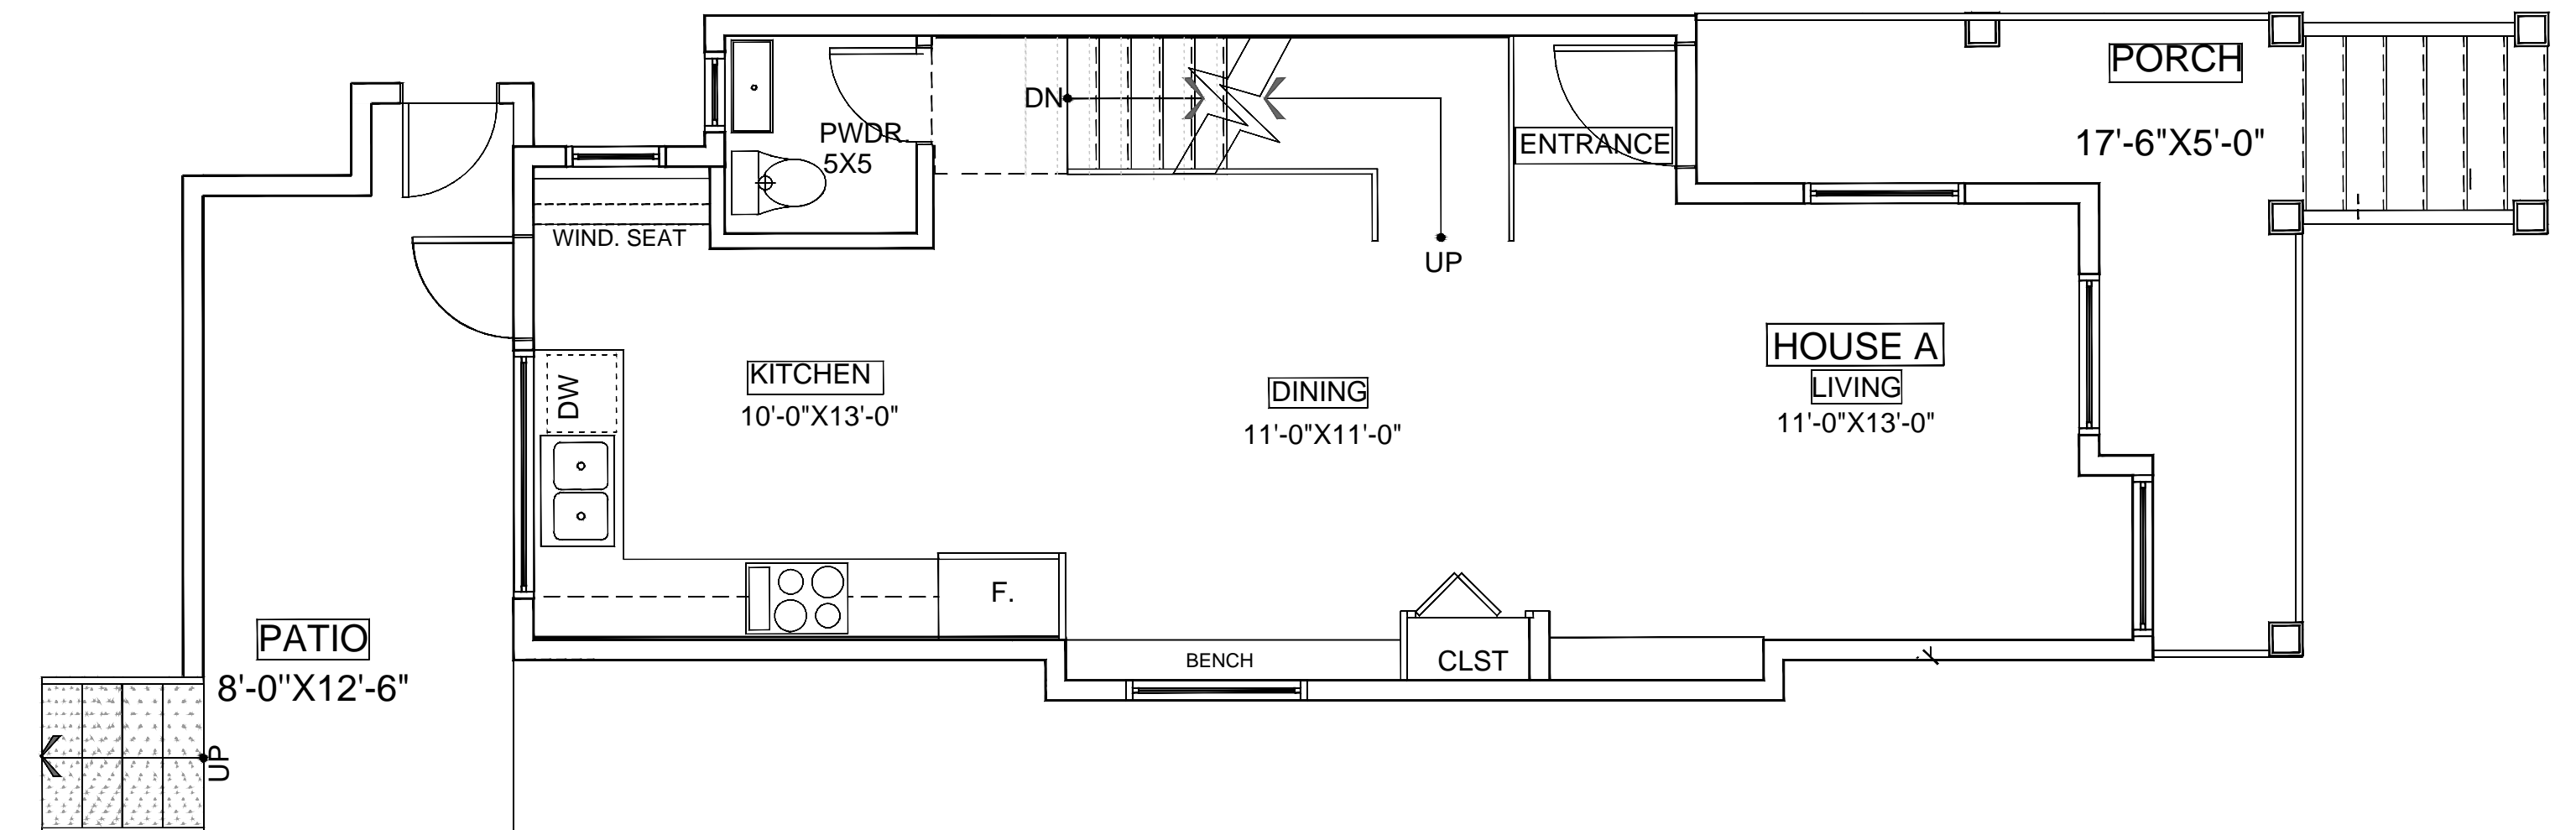 PORCH
17'-6"X5'-0"
DN
PWDR.
5X5
ENTRANCE
WIND. SEAT
UP
HOUSE A
LIVING
11'-0"X13'-0"
KITCHEN
10'-0"X13'-0"
DINING
11'-0"X11'-0"
DW
F.
PATIO
8'-0"X12'-6"
BENCH
CLST
UP